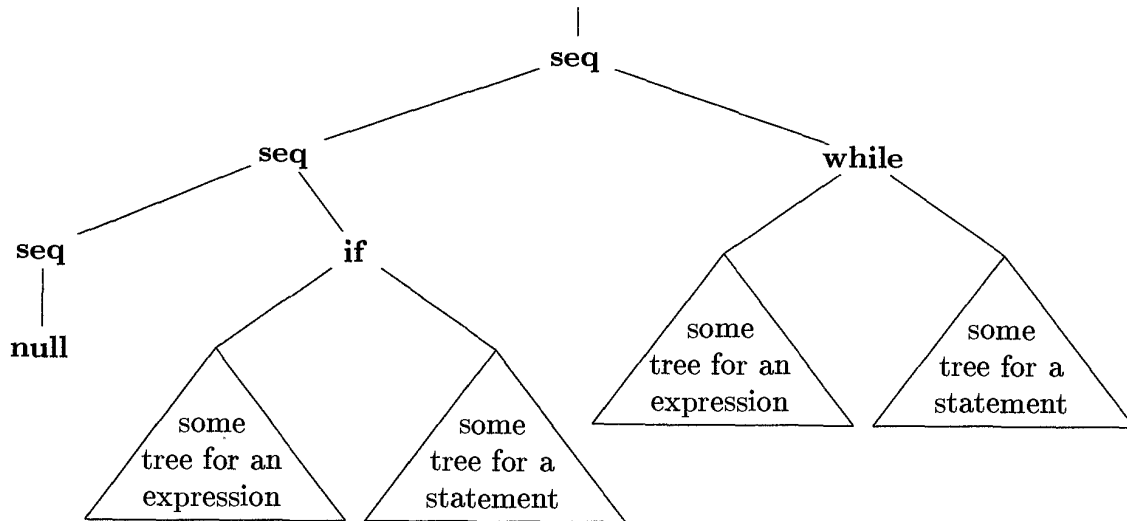 seq
seq
while
seq
if
null
some
tree for an
expression
some
tree for a
statement
some
tree for an
expression
some
tree for a
statement